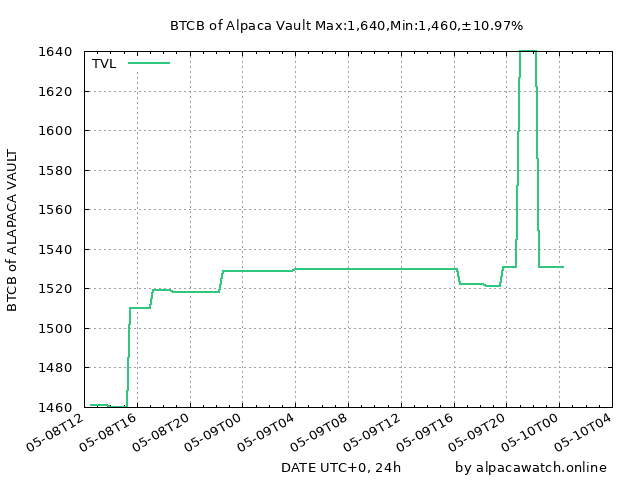 BTCB of Alpaca Vault Max:1,640,Min:1,460,±10.97%
TVL
BTCB of ALAPACA VAULT
1640
1620
1600
1580
1560
1540
1520
1500
1480
1460
05-08T12
05-08T16
05-08T20
05-09T00
05-09T04
05-09T08
05-09T12
05-09T16
05-09T20
05-10T00
05-10T04
DATE UTC+0, 24h
by alpacawatch.online